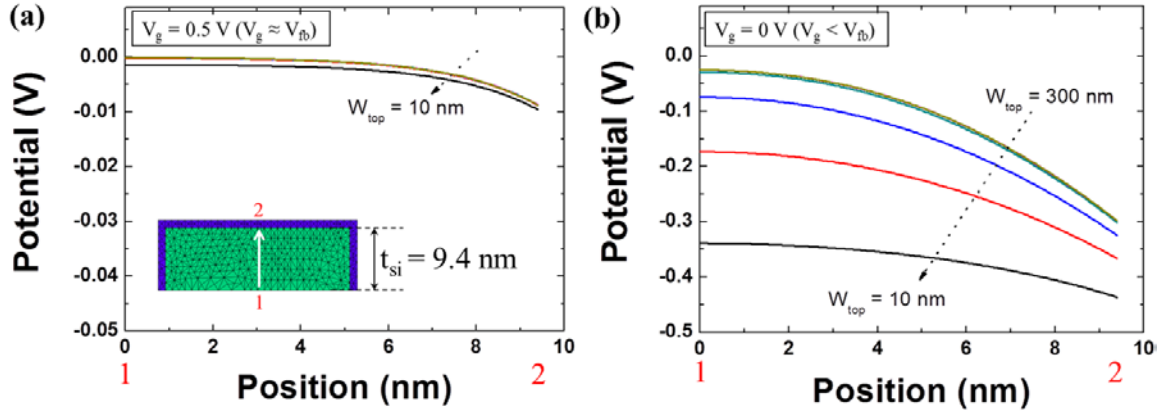 (a)
V_g = 0.5 V (V_g ≈ V_fb)
W_top = 10 nm
2
1
t_si = 9.4 nm
Potential (V)
0.00
-0.01
-0.02
-0.03
-0.04
-0.05
0 2 4 6 8 10
1 2
Position (nm)
(b)
V_g = 0 V (V_g < V_fb)
W_top = 300 nm
W_top = 10 nm
Potential (V)
0.0
-0.1
-0.2
-0.3
-0.4
-0.5
0 2 4 6 8 10
1 2
Position (nm)